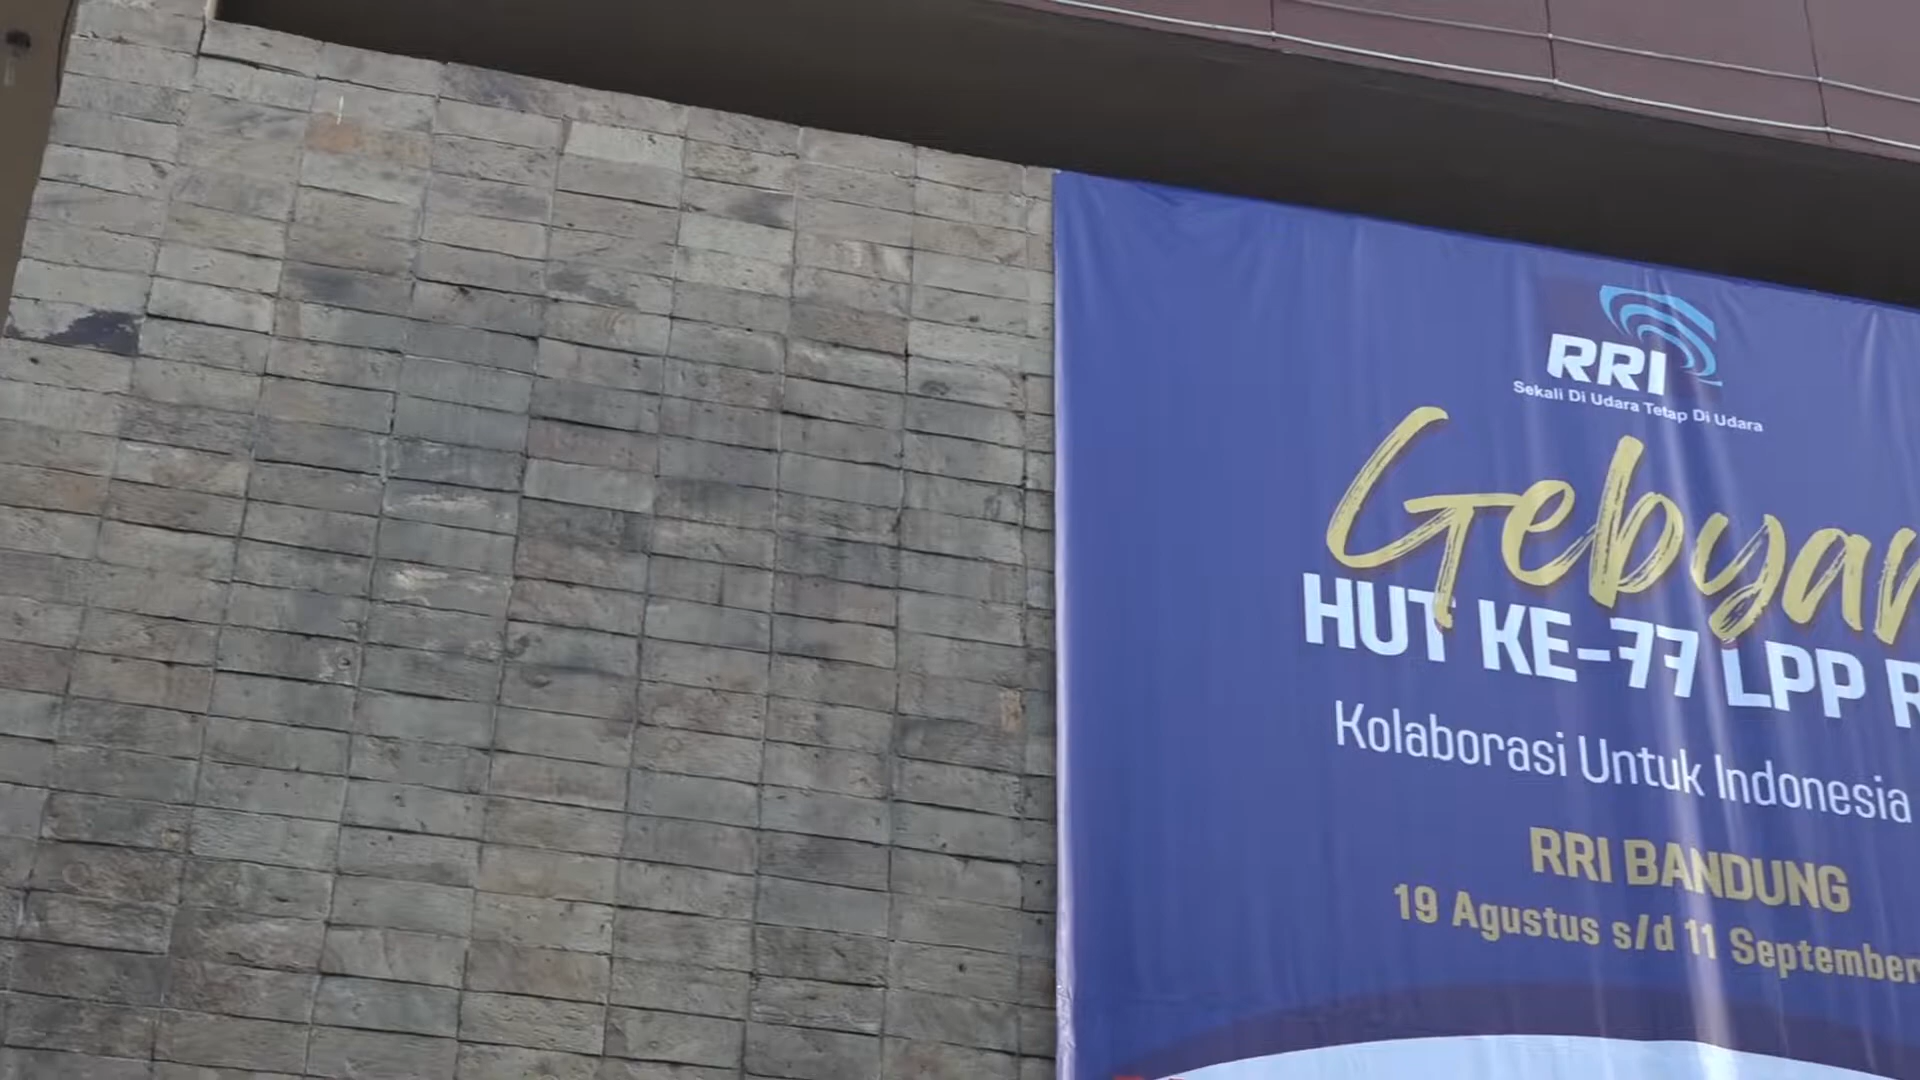 RRI
Sekali Di Udara Tetap Di Udara
Gebyar
HUT KE-77 LPP R
Kolaborasi Untuk Indonesia
RRI BANDUNG
19 Agustus s/d 11 September